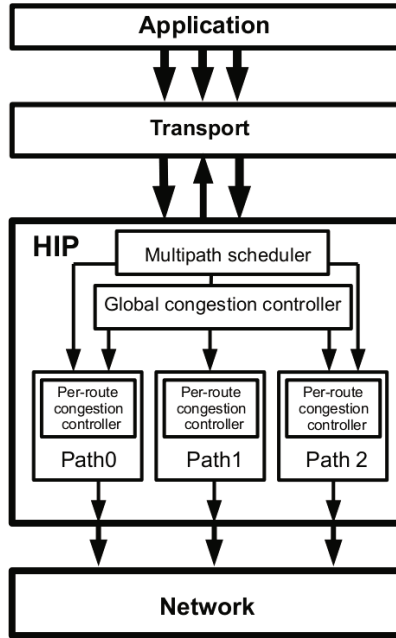 Application
Transport
HIP
Multipath scheduler
Global congestion controller
Per-route
congestion
controller
Path0
Per-route
congestion
controller
Path1
Per-route
congestion
controller
Path 2
Network